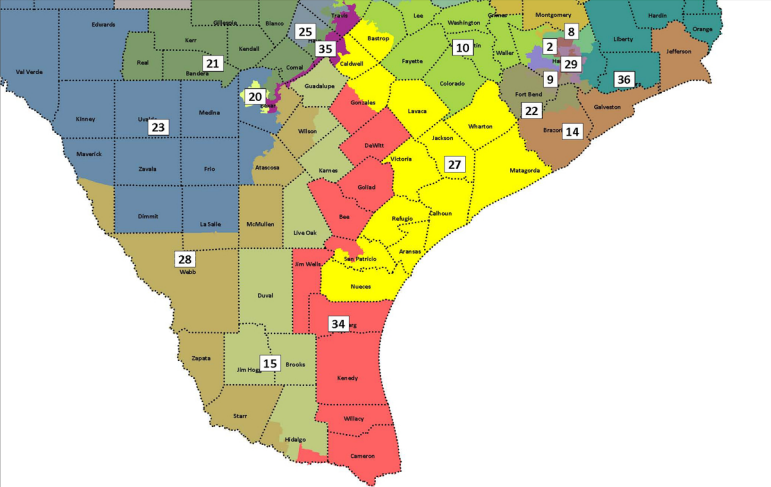 Travis
Lee
Washington
Grimes
Montgomery
Hardin
Edwards
Gillespie
Blanco
25
8
Orange
Kerr
35
Bastrop
10
2
Liberty
Kendall
Waller
Jefferson
Real
21
Comel
Caldwell
Fayette
29
Val Verde
Bandera
9
36
Guadalupe
Colorado
Fort Bend
20
Gonzales
Lavaca
22
Galveston
Kinney
Medina
23
Wilson
Wharton
14
DeWitt
Jackson
Maverick
Victoria
27
Zavala
Frio
Atascosa
Karnes
Matagorda
Goliad
Dimmit
La Salle
McMullen
Bee
Refugio
Calhoun
Live Oak
Aransas
28
San Patricio
Webb
Jim Wells
Nueces
Duval
34
Zapata
15
Brooks
Jim Hogg
Kenedy
Starr
Willacy
Hidalgo
Cameron